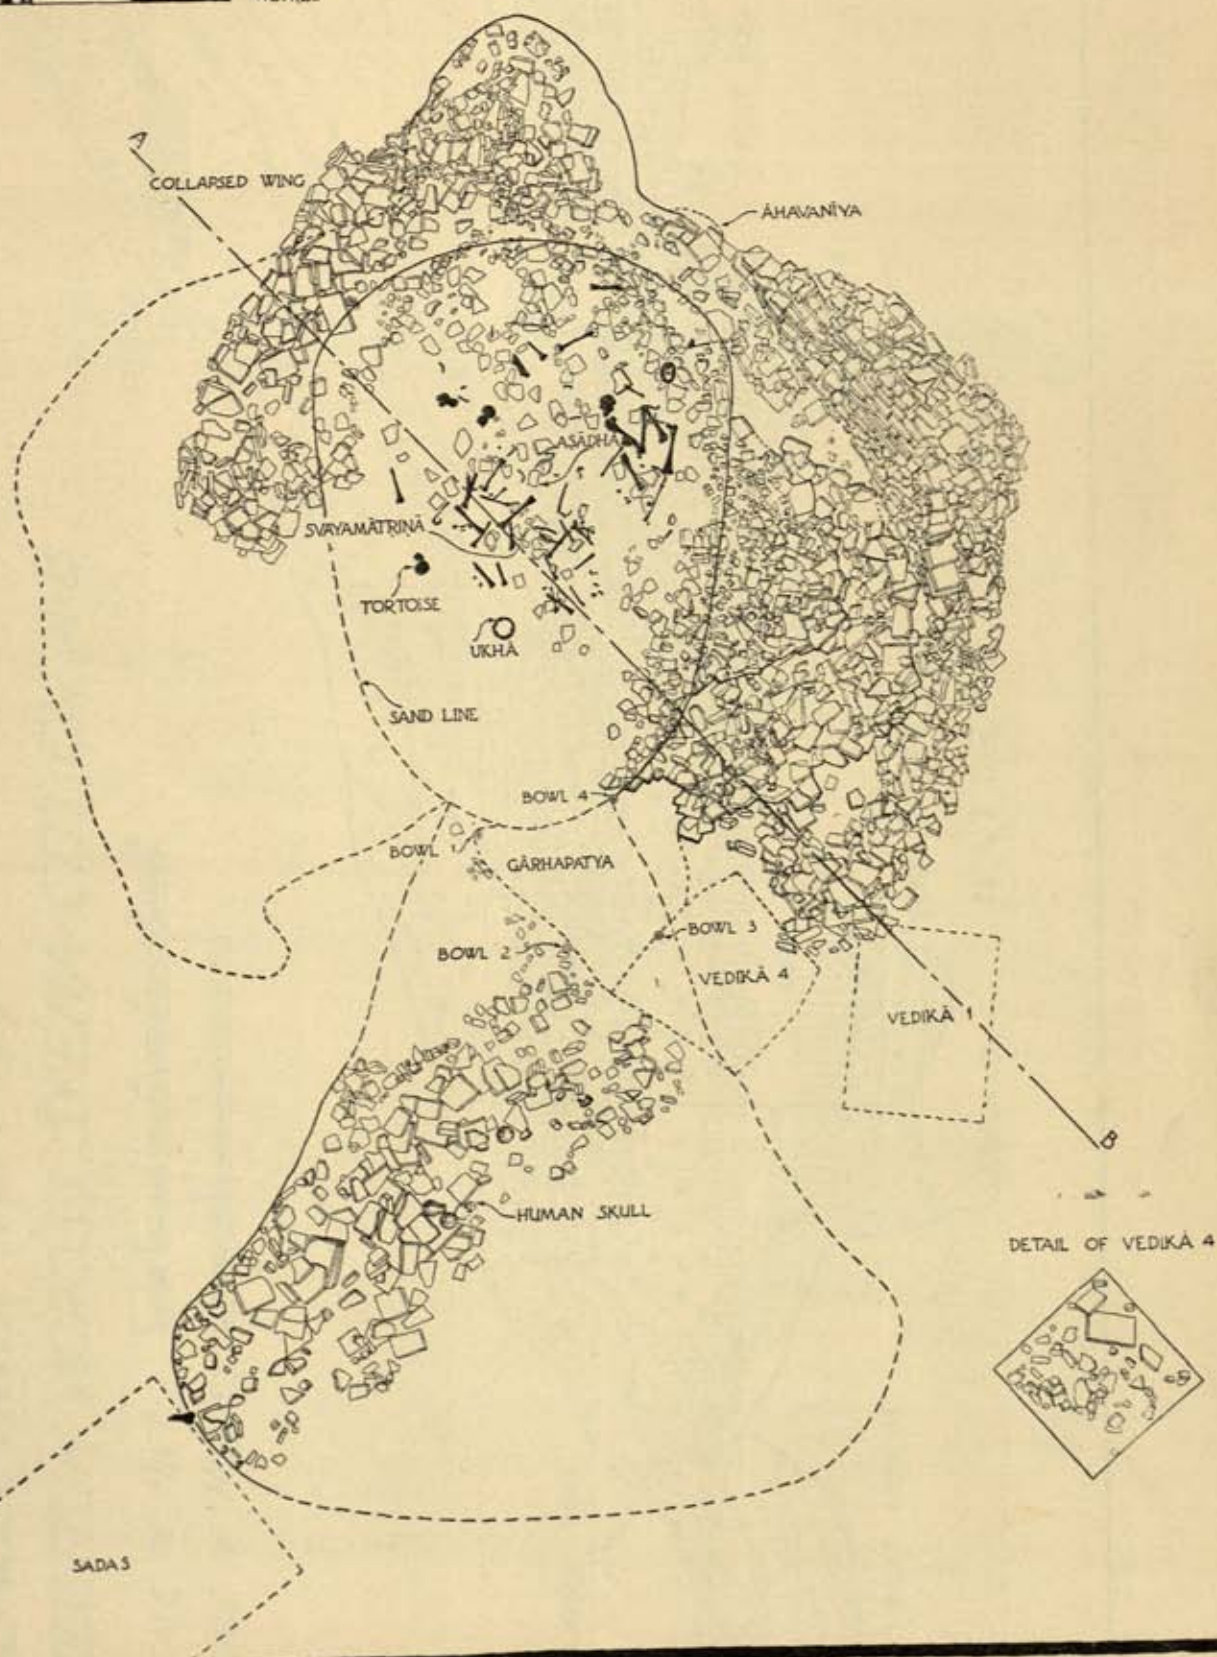 A
COLLAPSED WING
ĀHAVANĪYA
ASĀDHĀ
SVAYAMĀTṚṆĀ
TORTOISE
UKHĀ
SAND LINE
BOWL 4
BOWL 1
GĀRHAPATYA
BOWL 3
BOWL 2
VEDIKĀ 4
VEDIKĀ 1
B
HUMAN SKULL
DETAIL OF VEDIKĀ 4
SADAS